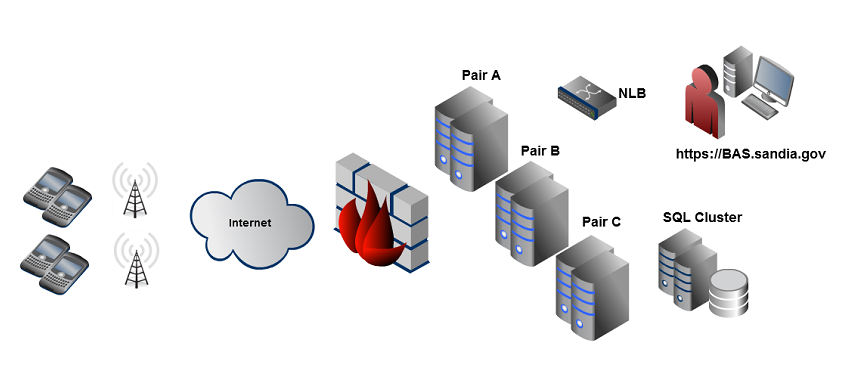 Pair A
NLB
Pair B
https://BAS.sandia.gov
Internet
Pair C
SQL Cluster